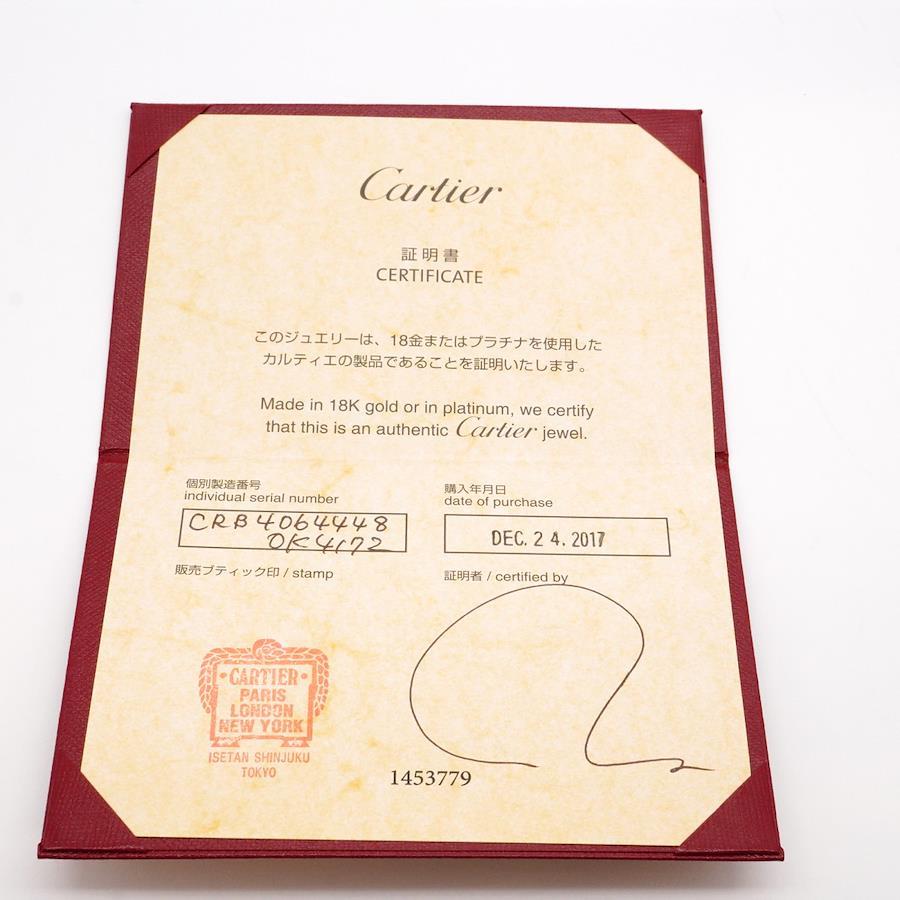 Cartier
証明書
CERTIFICATE
このジュエリーは、18金またはプラチナを使用した
カルティエの製品であることを証明いたします。
Made in 18K gold or in platinum, we certify
that this is an authentic Cartier jewel.
個別製造番号
individual serial number
CRB4064448
OK4172
購入年月日
date of purchase
DEC. 24. 2017
販売ブティック印 / stamp
証明者 / certified by
CARTIER
PARIS
LONDON
NEW YORK
ISETAN SHINJUKU
TOKYO
1453779